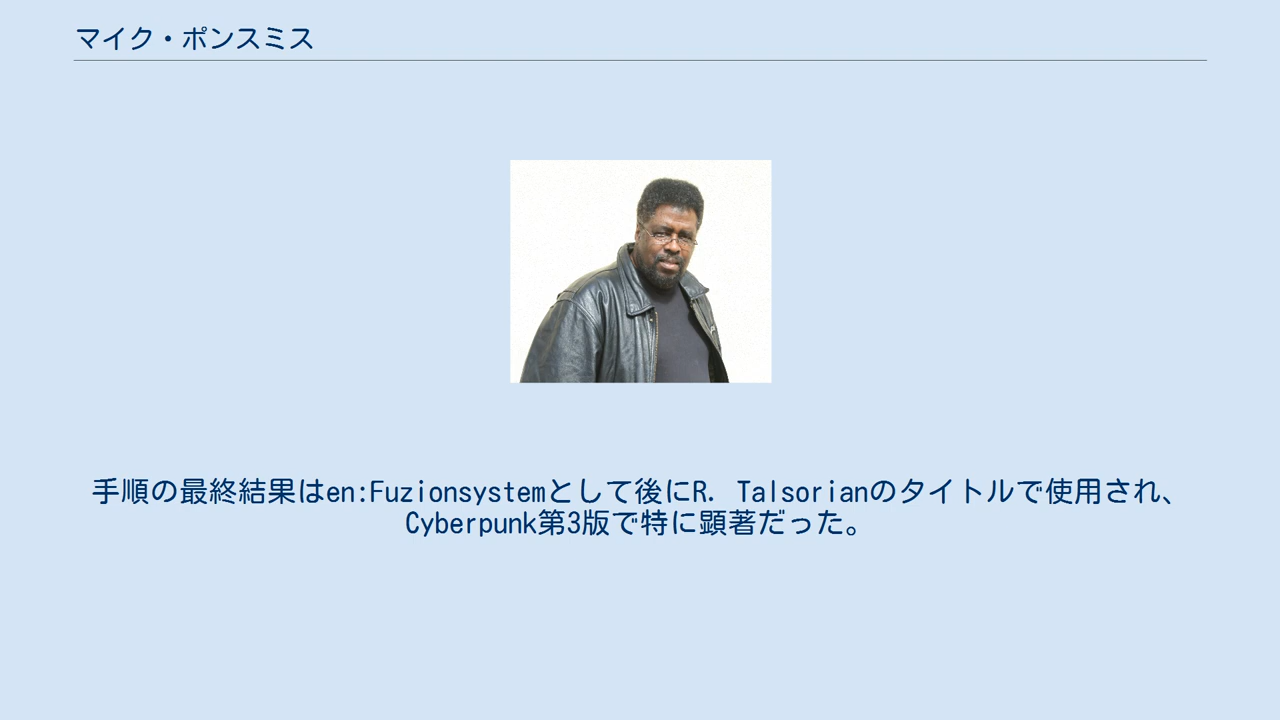 マイク・ポンスミス
手順の最終結果はen:Fuzionsystemとして後にR. Talsorianのタイトルで使用され、
Cyberpunk第3版で特に顕著だった。